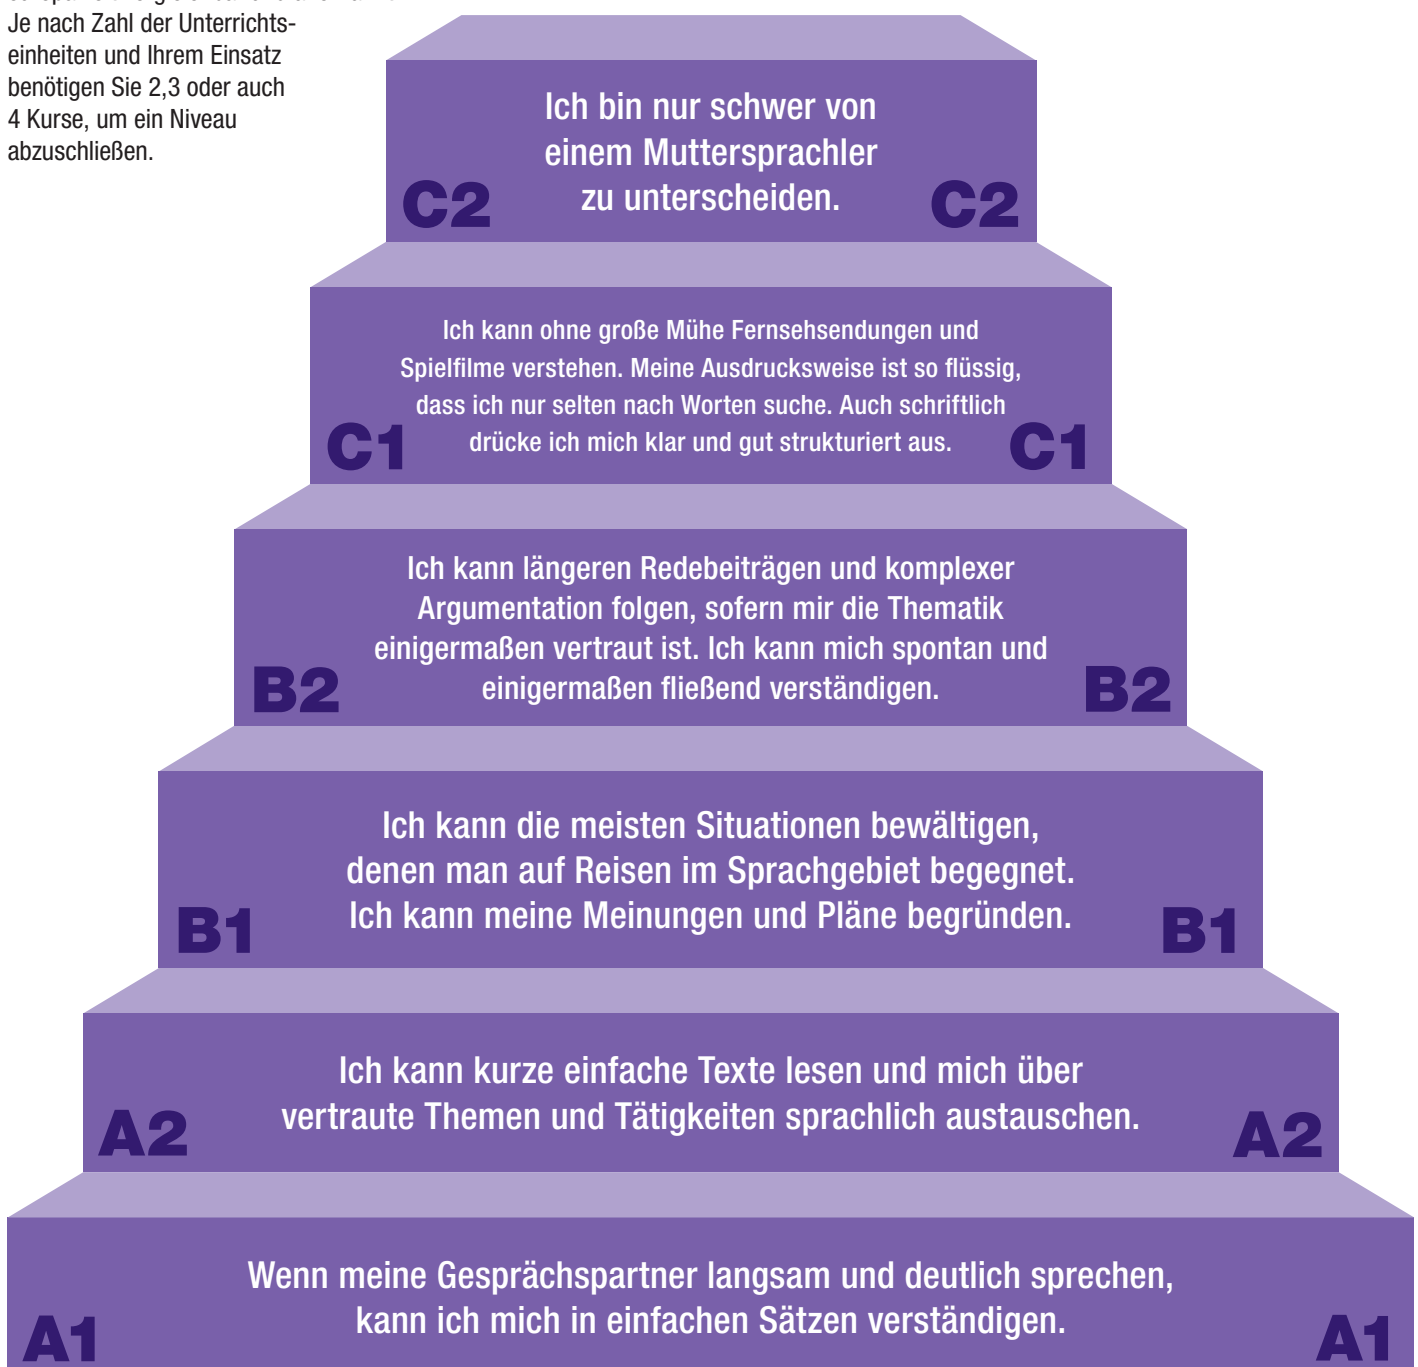 Je nach Zahl der Unterrichts-
einheiten und Ihrem Einsatz
benötigen Sie 2,3 oder auch
4 Kurse, um ein Niveau
abzuschließen.
Ich bin nur schwer von
einem Muttersprachler
zu unterscheiden.
C2 C2
Ich kann ohne große Mühe Fernsehsendungen und
Spielfilme verstehen. Meine Ausdrucksweise ist so flüssig,
dass ich nur selten nach Worten suche. Auch schriftlich
drücke ich mich klar und gut strukturiert aus.
C1 C1
Ich kann längeren Redebeiträgen und komplexer
Argumentation folgen, sofern mir die Thematik
einigermaßen vertraut ist. Ich kann mich spontan und
einigermaßen fließend verständigen.
B2 B2
Ich kann die meisten Situationen bewältigen,
denen man auf Reisen im Sprachgebiet begegnet.
Ich kann meine Meinungen und Pläne begründen.
B1 B1
Ich kann kurze einfache Texte lesen und mich über
vertraute Themen und Tätigkeiten sprachlich austauschen.
A2 A2
Wenn meine Gesprächspartner langsam und deutlich sprechen,
kann ich mich in einfachen Sätzen verständigen.
A1 A1